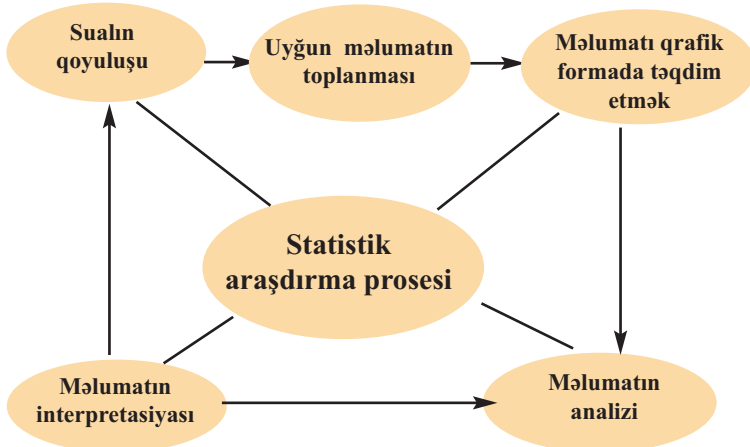 Sualın
qoyuluşu
Uyğun məlumatın
toplanması
Məlumatı qrafik
formada təqdim
etmək
Statistik
araşdırma prosesi
Məlumatın
interpretasiyası
Məlumatın
analizi